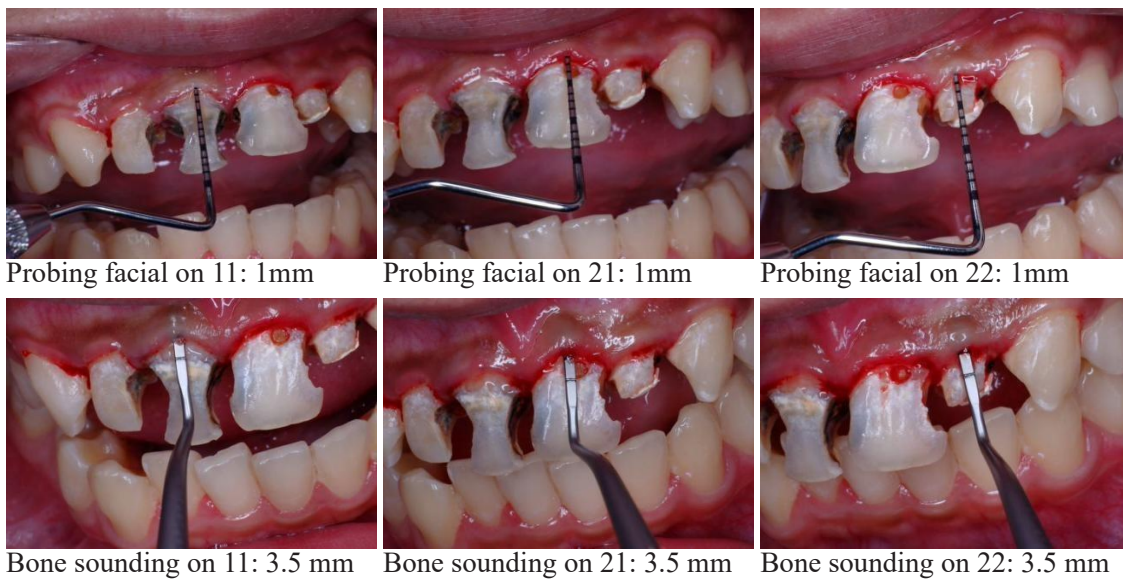 Probing facial on 11: 1mm
Probing facial on 21: 1mm
Probing facial on 22: 1mm
Bone sounding on 11: 3.5 mm
Bone sounding on 21: 3.5 mm
Bone sounding on 22: 3.5 mm